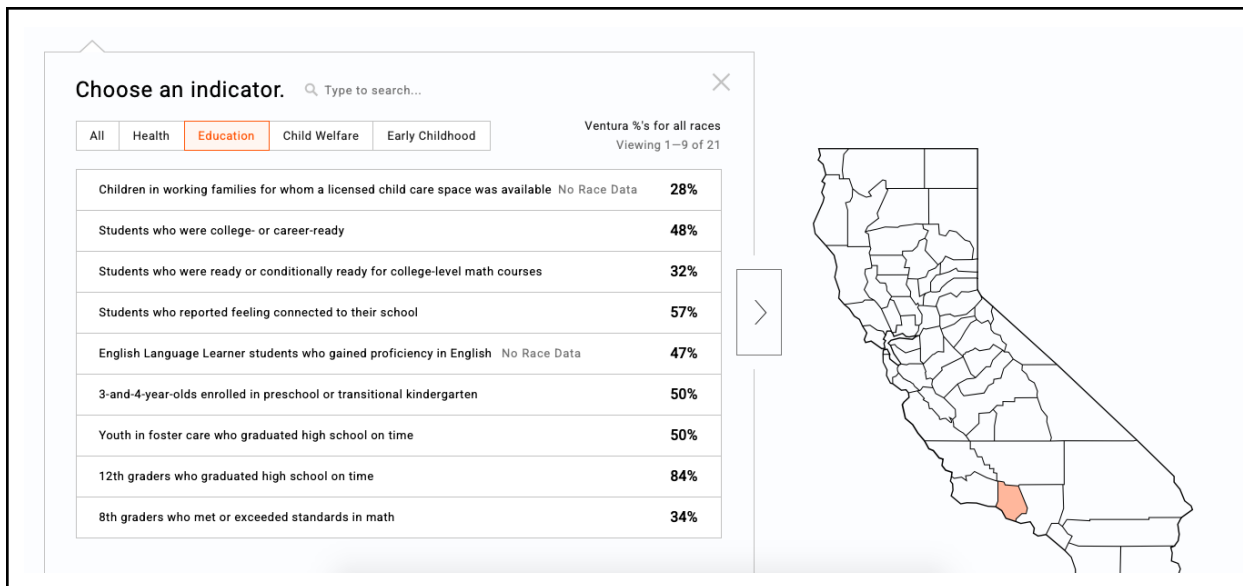 Choose an indicator.
Type to search...
All
Health
Education
Child Welfare
Early Childhood
Ventura %'s for all races
Viewing 1—9 of 21
Children in working families for whom a licensed child care space was available No Race Data 28%
Students who were college- or career-ready 48%
Students who were ready or conditionally ready for college-level math courses 32%
Students who reported feeling connected to their school 57%
English Language Learner students who gained proficiency in English No Race Data 47%
3-and-4-year-olds enrolled in preschool or transitional kindergarten 50%
Youth in foster care who graduated high school on time 50%
12th graders who graduated high school on time 84%
8th graders who met or exceeded standards in math 34%